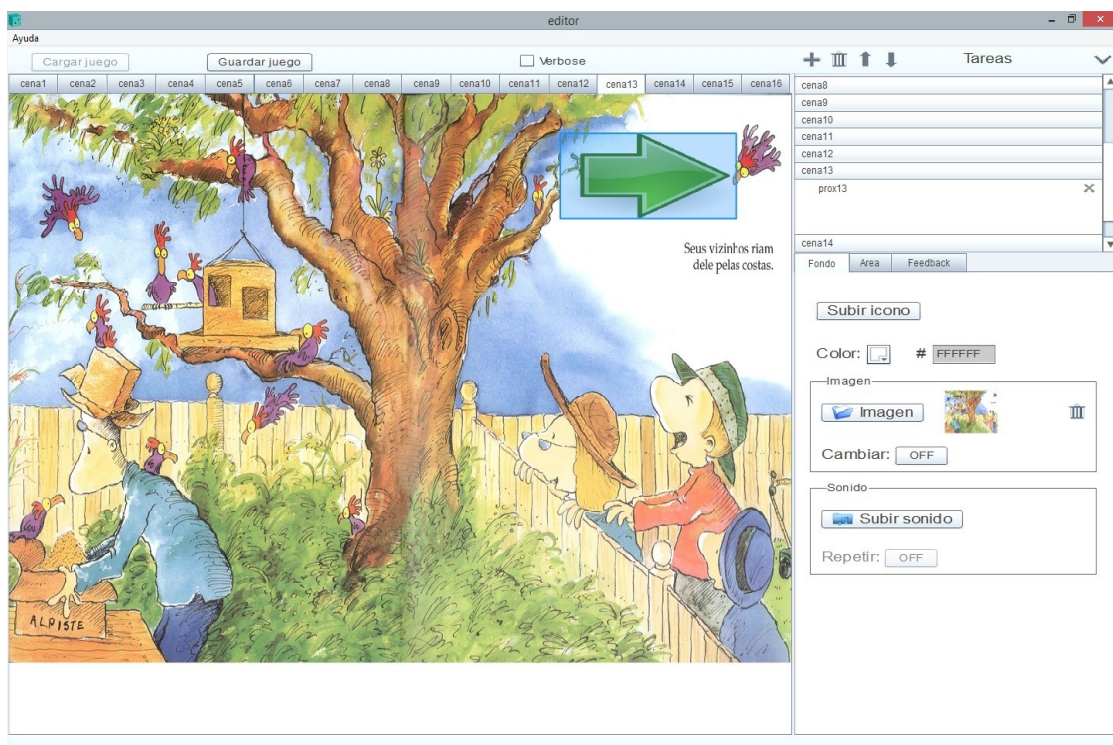 editor
Ayuda
Cargar juego Guardar juego Verbose Tareas
cena1 cena2 cena3 cena4 cena5 cena6 cena7 cena8 cena9 cena10 cena11 cena12 cena13 cena14 cena15 cena16
Seus vizinhos riam
dele pelas costas.
ALPISTE
cena8
cena9
cena10
cena11
cena12
cena13
prox13
cena14
Fondo Area Feedback
Subir icono
Color: # FFFFFF
Imagen
Imagen
Cambiar: OFF
Sonido
Subir sonido
Repetir: OFF